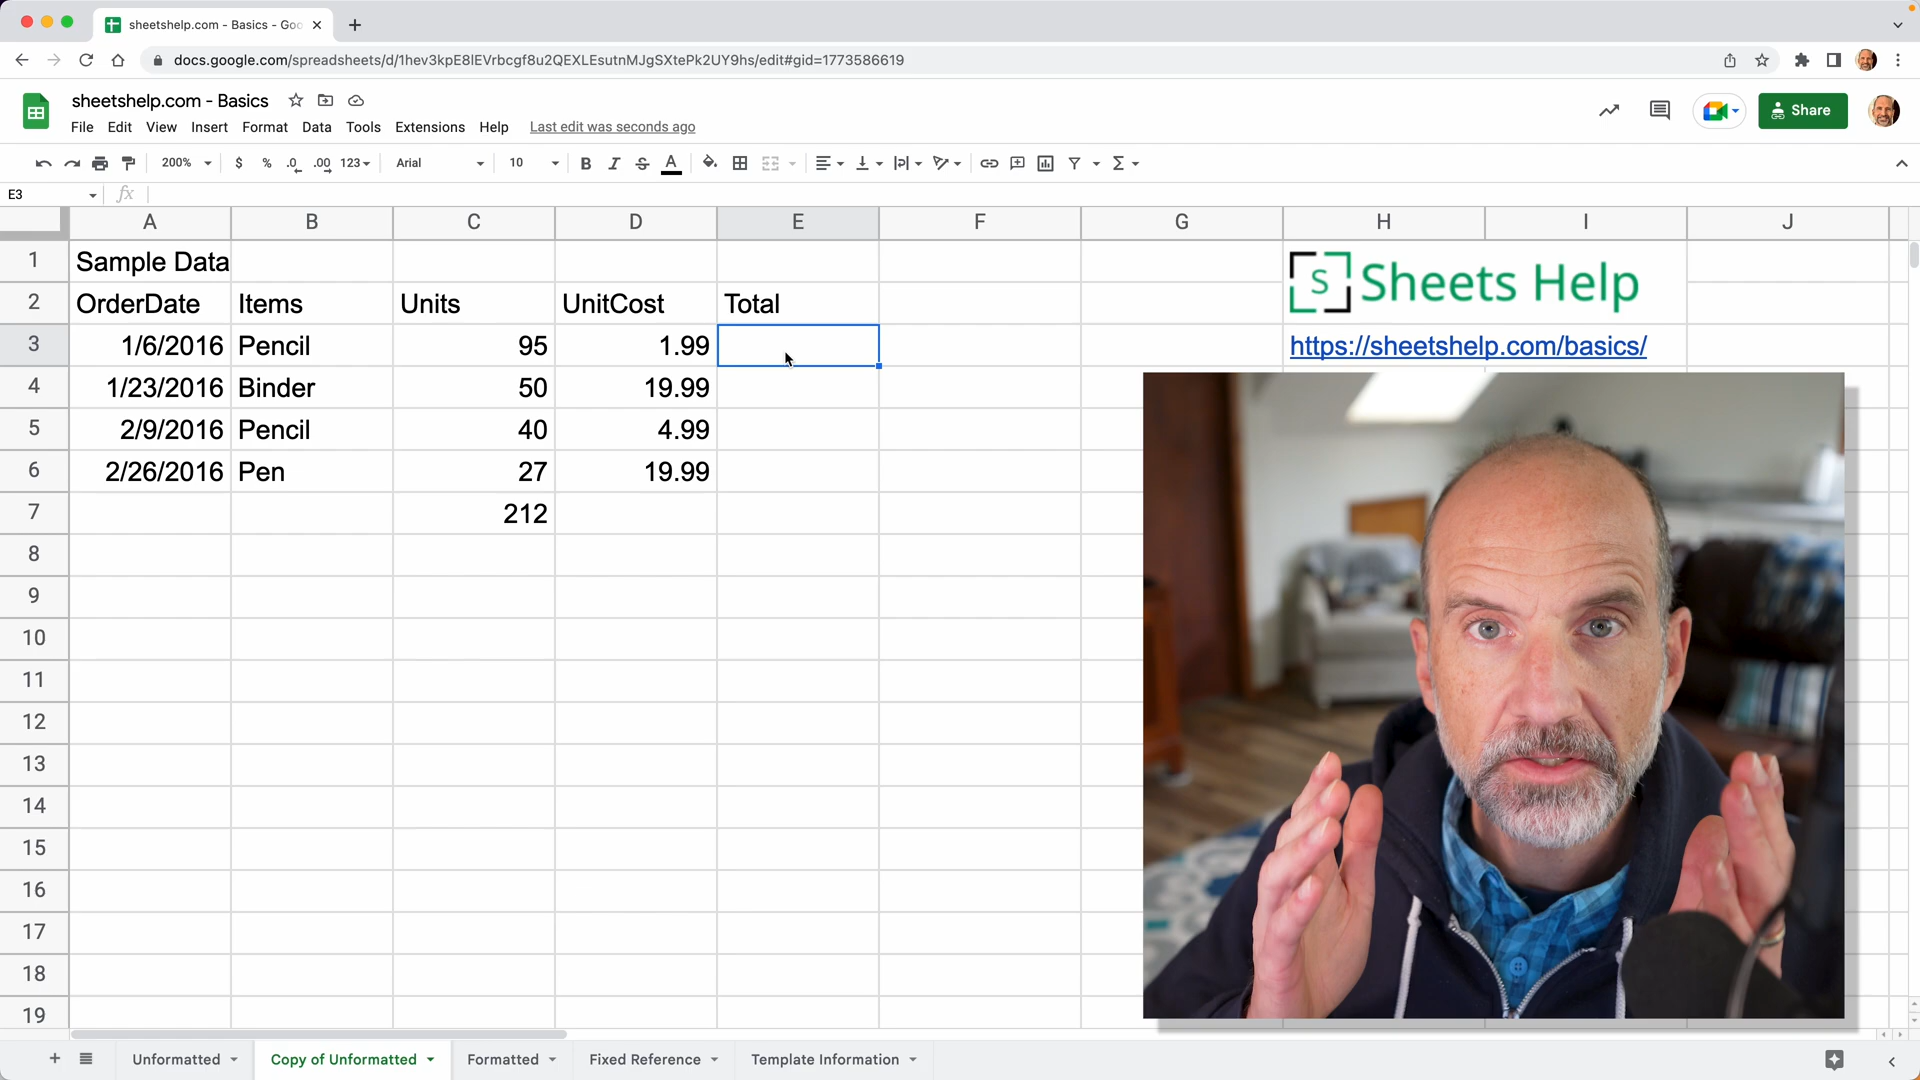 sheetshelp.com - Basics - Goo
docs.google.com/spreadsheets/d/1hev3kpE8lEVrbcgf8u2QEXLEsutnMJgSXtePk2UY9hs/edit#gid=1773586619
sheetshelp.com - Basics
Share
File Edit View Insert Format Data Tools Extensions Help Last edit was seconds ago
200% $ % .0 .00 123 Arial 10 B I S A Σ
E3 fx
A B C D E F G H I J
1 Sample Data
S Sheets Help
2 OrderDate Items Units UnitCost Total
3 1/6/2016 Pencil 95 1.99 https://sheetshelp.com/basics/
4 1/23/2016 Binder 50 19.99
5 2/9/2016 Pencil 40 4.99
6 2/26/2016 Pen 27 19.99
7 212
8
9
10
11
12
13
14
15
16
17
18
19
Unformatted Copy of Unformatted Formatted Fixed Reference Template Information